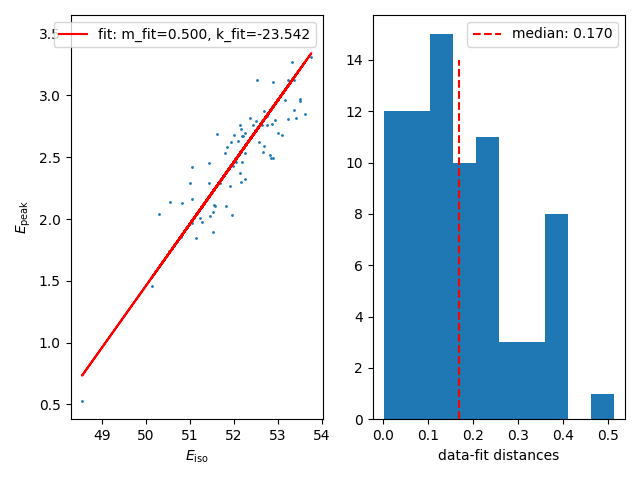 fit: m_fit=0.500, k_fit=-23.542
3.5
3.0
2.5
2.0
1.5
1.0
0.5
E_peak
49 50 51 52 53 54
E_iso
median: 0.170
14
12
10
8
6
4
2
0
0.0 0.1 0.2 0.3 0.4 0.5
data-fit distances